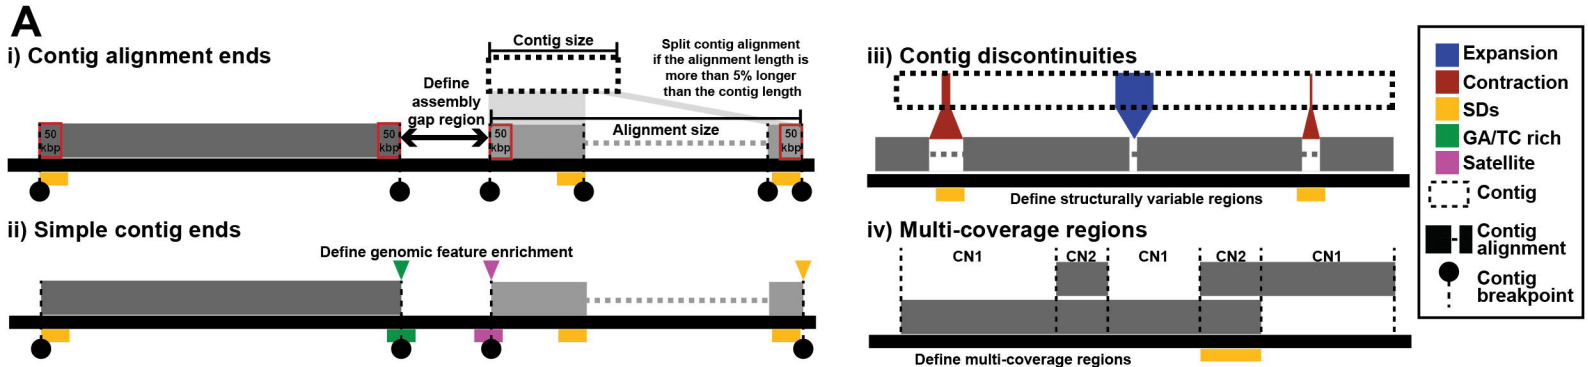 A
i) Contig alignment ends
Contig size
Split contig alignment
if the alignment length is
more than 5% longer
than the contig length
Define
assembly
gap region
Alignment size
50
kbp
50
kbp
50
kbp
50
kbp
ii) Simple contig ends
Define genomic feature enrichment
iii) Contig discontinuities
Define structurally variable regions
iv) Multi-coverage regions
CN1
CN2
CN1
CN2
CN1
Define multi-coverage regions
Expansion
Contraction
SDs
GA/TC rich
Satellite
Contig
Contig
alignment
Contig
breakpoint